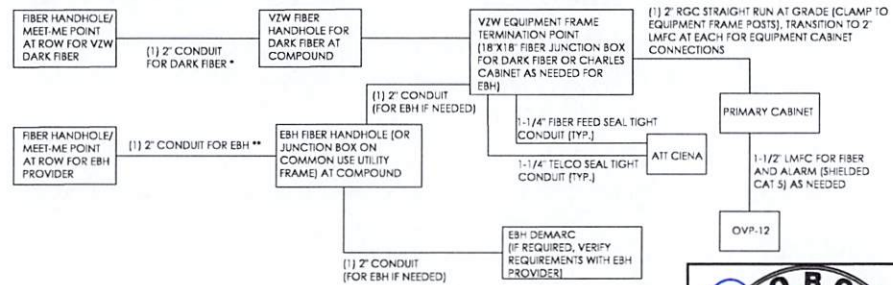 FIBER HANDHOLE/
MEET-ME POINT
AT ROW FOR VZW
DARK FIBER
(1) 2" CONDUIT
FOR DARK FIBER *
VZW FIBER
HANDHOLE FOR
DARK FIBER AT
COMPOUND
VZW EQUIPMENT FRAME
TERMINATION POINT
(18"X18" FIBER JUNCTION BOX
FOR DARK FIBER OR CHARLES
CABINET AS NEEDED FOR
EBH)
(1) 2" RGC STRAIGHT RUN AT GRADE (CLAMP TO
EQUIPMENT FRAME POSTS), TRANSITION TO 2"
LMFC AT EACH FOR EQUIPMENT CABINET
CONNECTIONS
(1) 2" CONDUIT
(FOR EBH IF NEEDED)
PRIMARY CABINET
1-1/4" FIBER FEED SEAL TIGHT
CONDUIT (TYP.)
FIBER HANDHOLE/
MEET-ME POINT
AT ROW FOR EBH
PROVIDER
(1) 2" CONDUIT FOR EBH **
EBH FIBER HANDHOLE (OR
JUNCTION BOX ON
COMMON USE UTILITY
FRAME) AT COMPOUND
1-1/4" TELCO SEAL TIGHT
CONDUIT (TYP.)
ATT CIENA
1-1/2" LMFC FOR FIBER
AND ALARM (SHIELDED
CAT 5) AS NEEDED
OVP-12
EBH DEMARC
(IF REQUIRED, VERIFY
REQUIREMENTS WITH EBH
PROVIDER)
(1) 2" CONDUIT
(FOR EBH IF NEEDED)